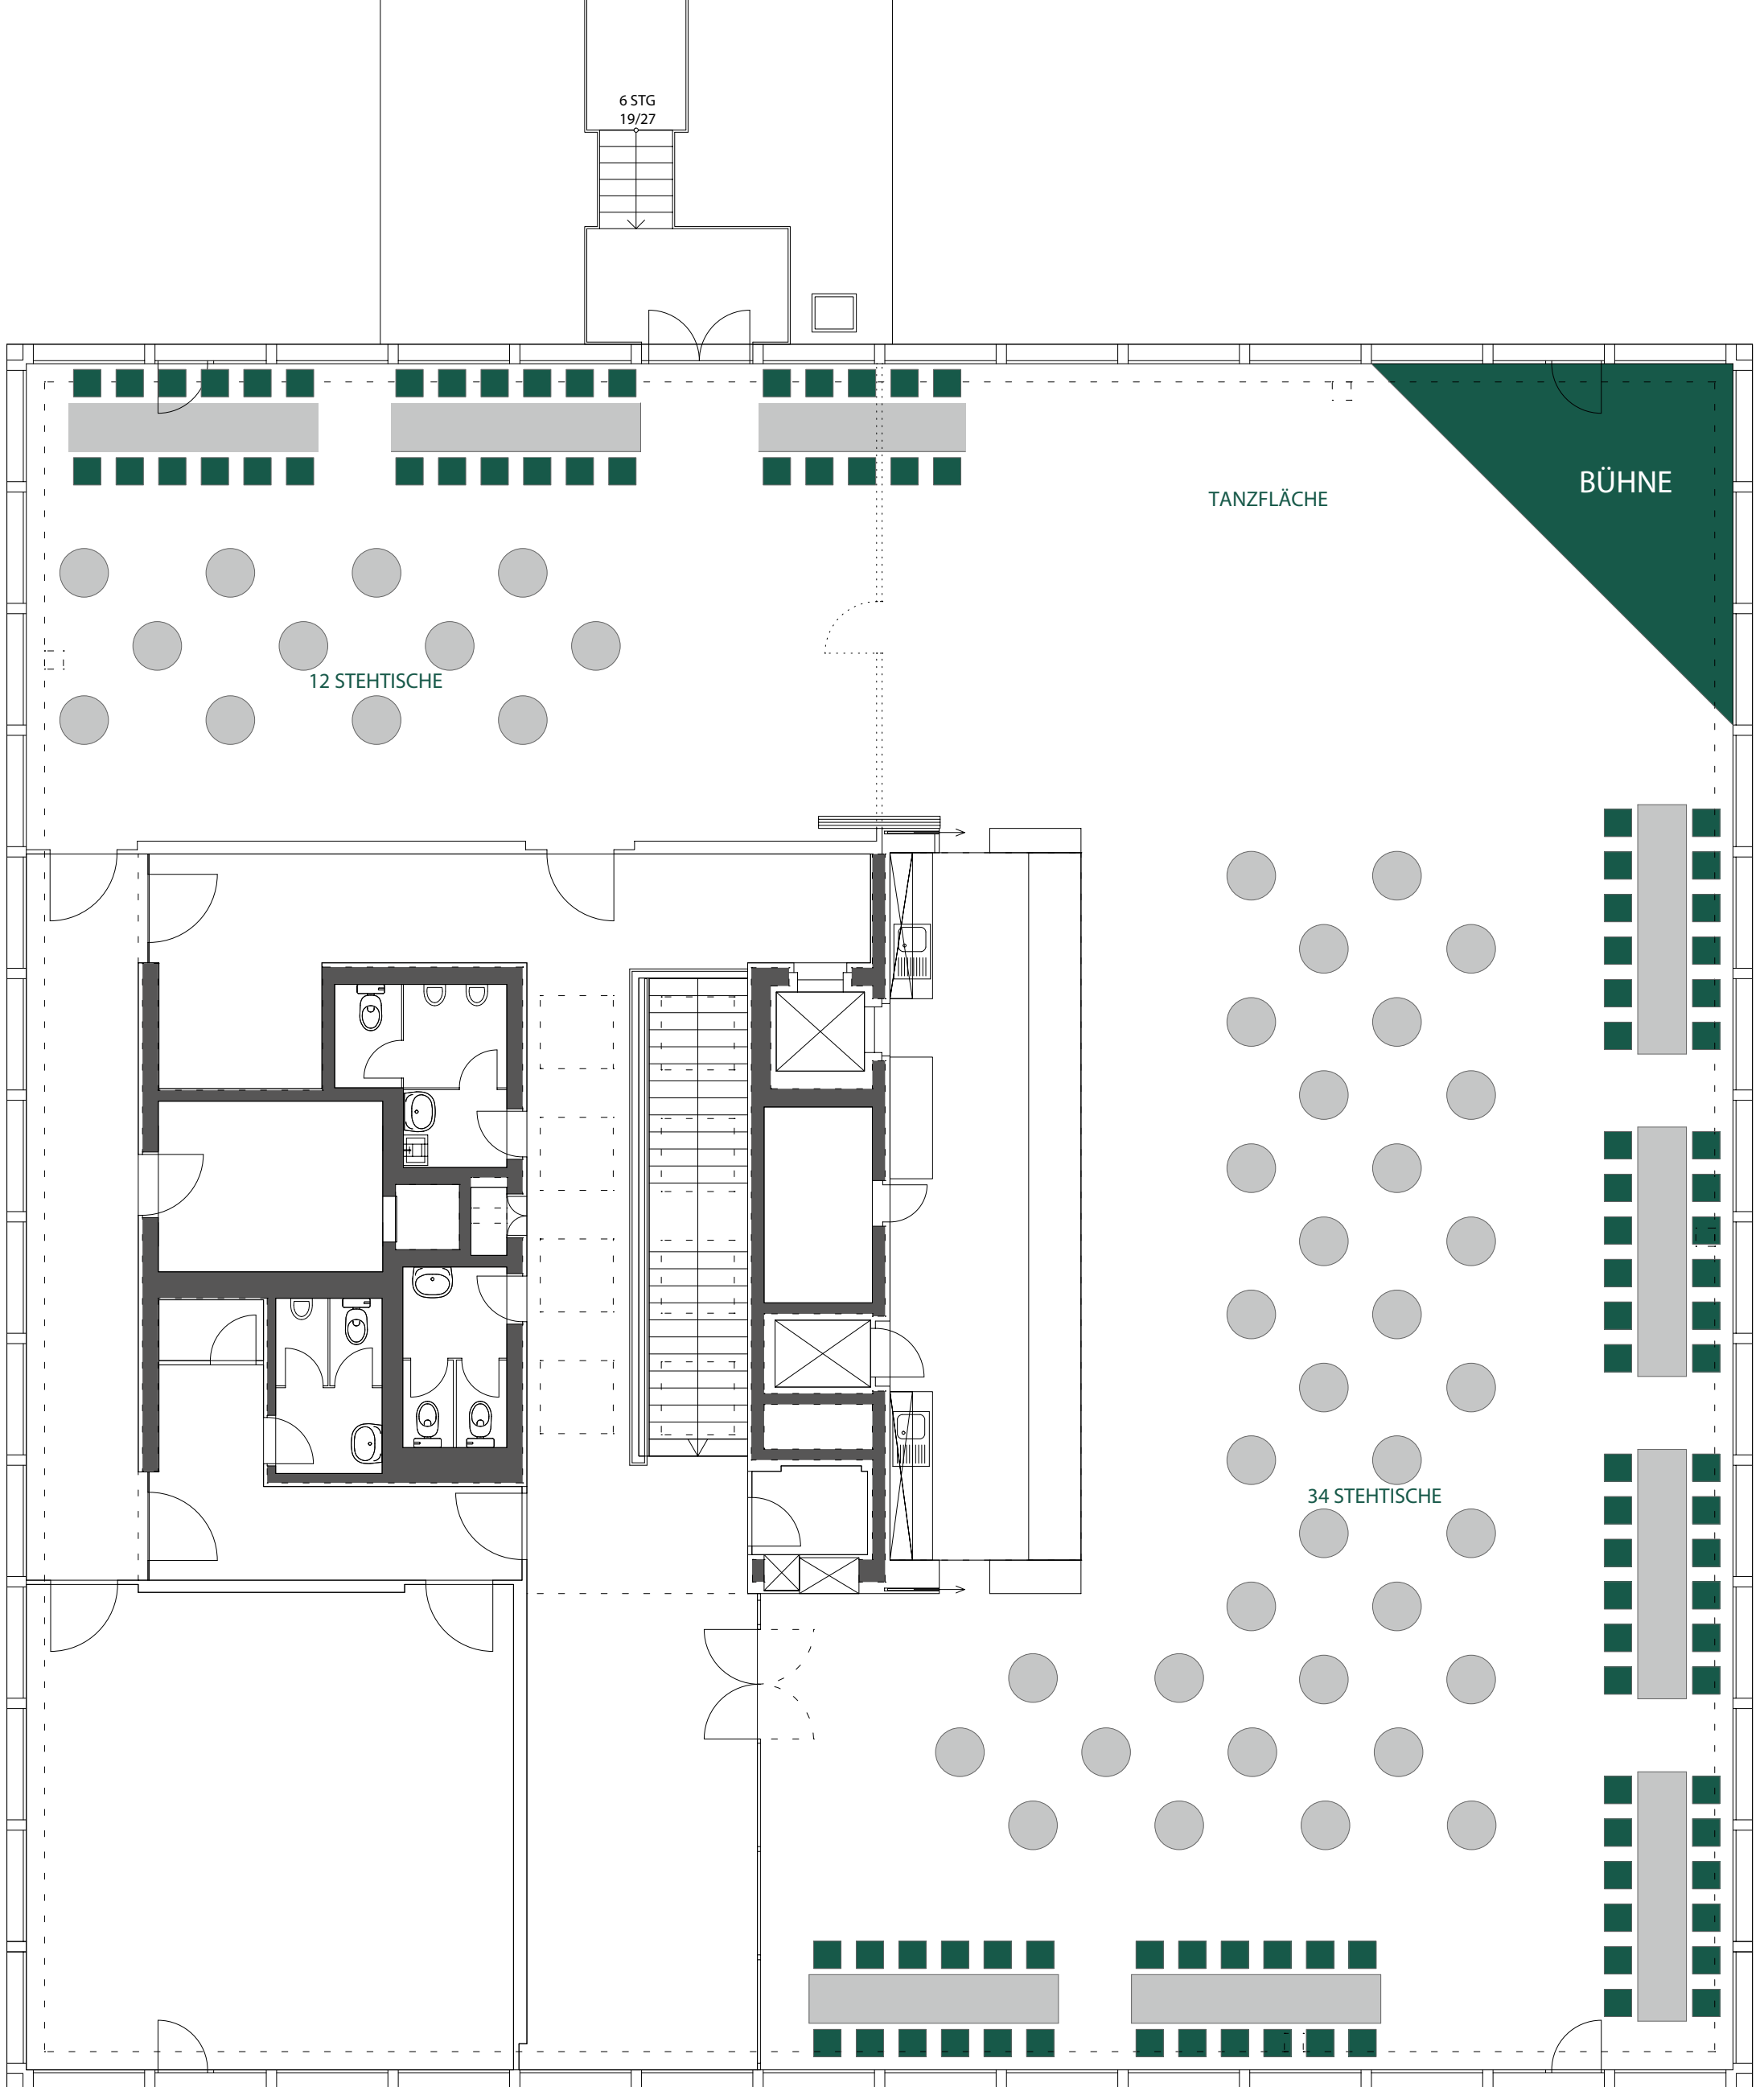 6 STG
19/27
BÜHNE
TANZFLÄCHE
12 STEHTISCHE
34 STEHTISCHE